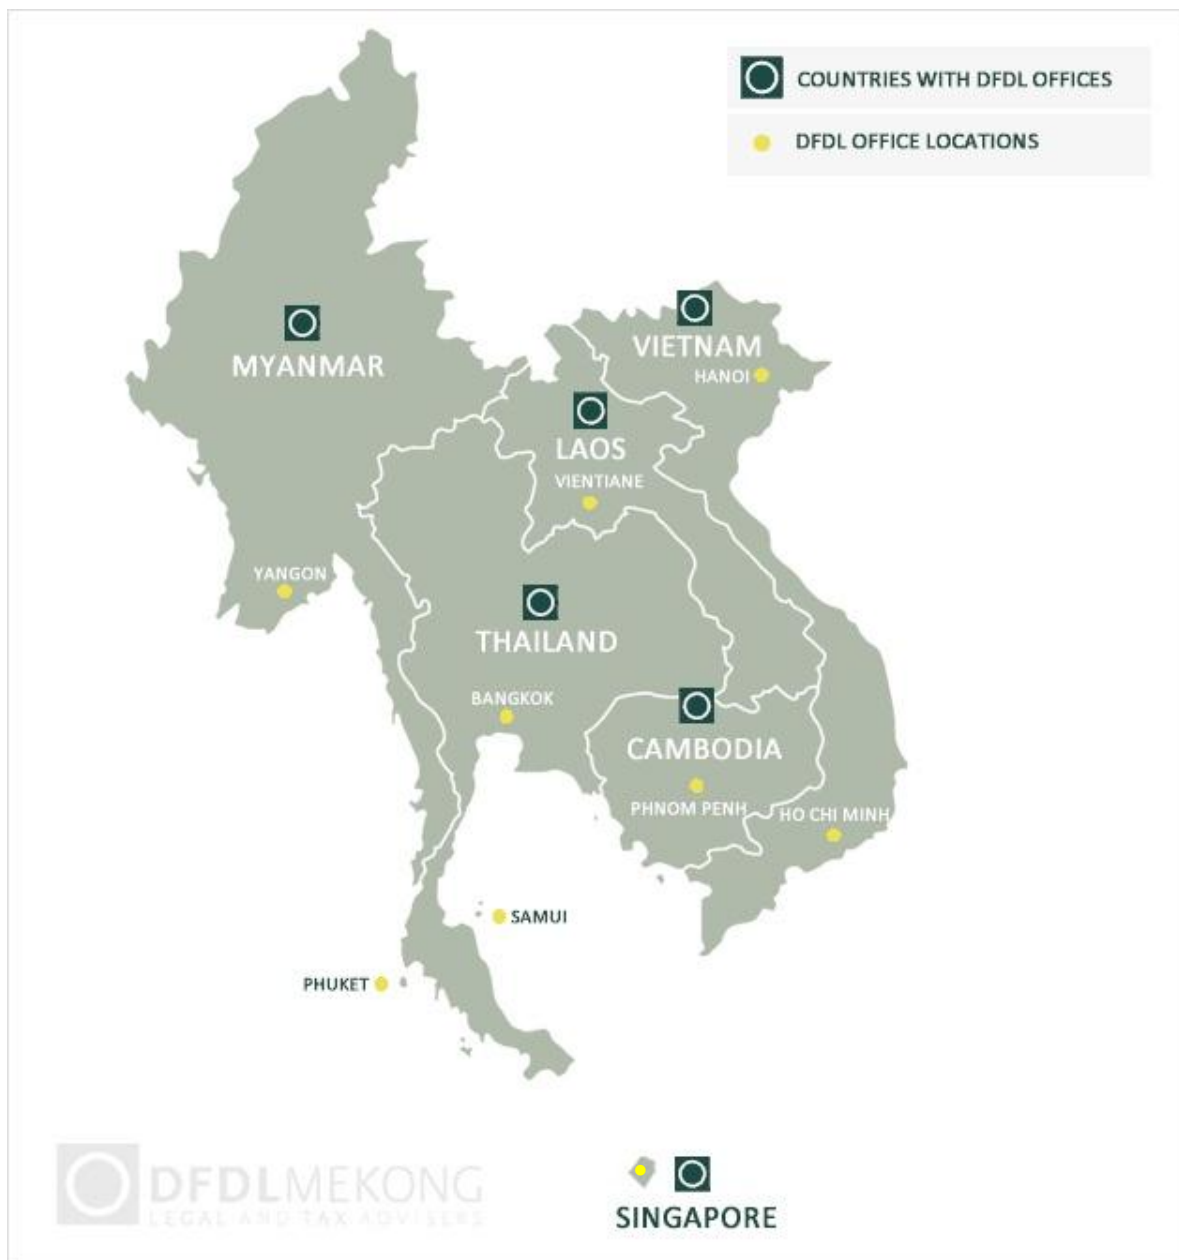 COUNTRIES WITH DFDL OFFICES
DFDL OFFICE LOCATIONS
MYANMAR
VIETNAM
HANOI
LAOS
VIENTIANE
YANGON
THAILAND
BANGKOK
CAMBODIA
PHNOM PENH
HO CHI MINH
SAMUI
PHUKET
DFDLMEKONG
LEGAL AND TAX ADVISERS
SINGAPORE